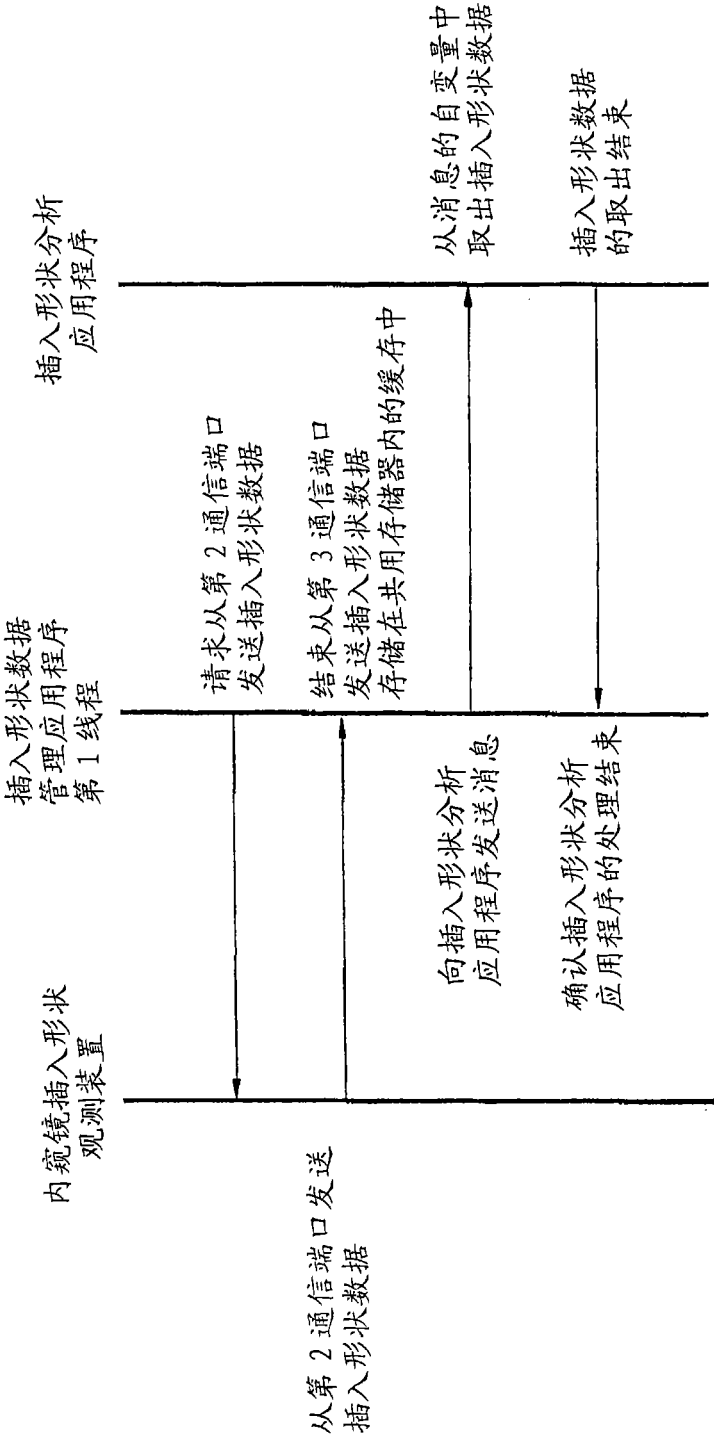 内窥镜插入形状
观测装置
插入形状数据
管理应用程序
第 1 线程
插入形状分析
应用程序
请求从第 2 通信端口
发送插入形状数据
从第 2 通信端口发送
插入形状数据
结束从第 3 通信端口
发送插入形状数据
存储在共用存储器内的缓存中
向插入形状分析
应用程序发送消息
从消息的自变量中
取出插入形状数据
确认插入形状分析
应用程序的处理结束
插入形状数据
的取出结束